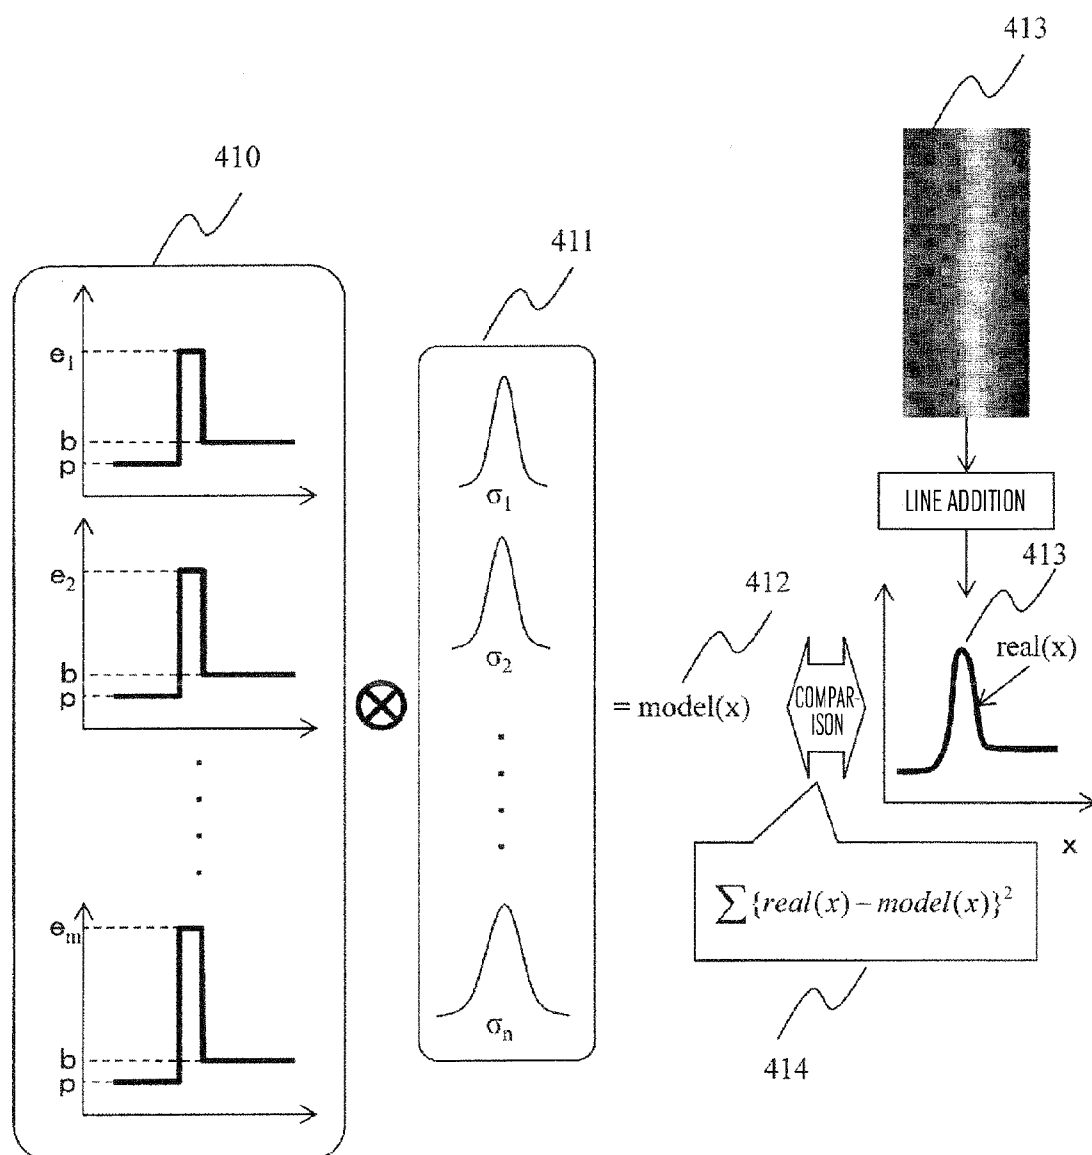 413
410
411
e₁
b
p
σ₁
LINE ADDITION
e₂
b
p
σ₂
412
413
real(x)
= model(x)
COMPAR-
ISON
x
∑{real(x)−model(x)}²
eₘ
b
p
σₙ
414